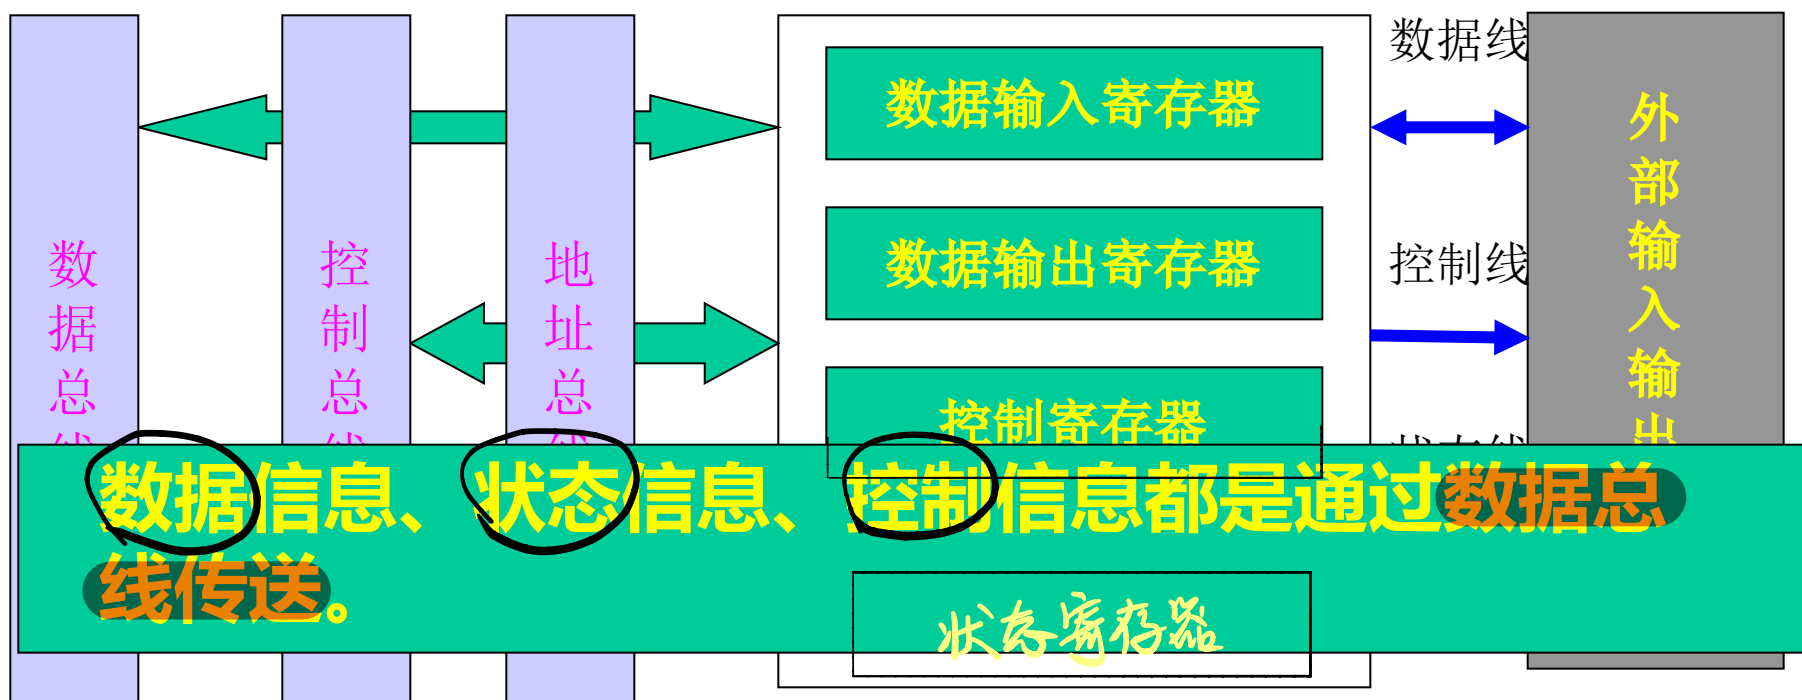 数据总
控制总
地址总
数据输入寄存器
数据输出寄存器
控制寄存器
数据线
控制线
外部输入输出
数据信息、状态信息、控制信息都是通过数据总
线传送。
状态寄存器